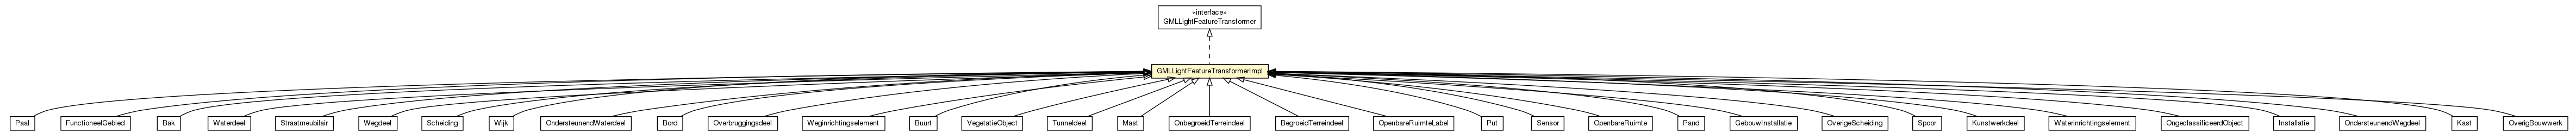 «interface»
GMLLightFeatureTransformer
GMLLightFeatureTransformerImpl
Paal
FunctioneelGebied
Bak
Waterdeel
Straatmeubilair
Wegdeel
Scheiding
Wijk
OndersteunendWaterdeel
Bord
Overbruggingsdeel
Weginrichtingselement
Buurt
VegetatieObject
Tunneldeel
Mast
OnbegroeidTerreindeel
BegroeidTerreindeel
OpenbareRuimteLabel
Put
Sensor
OpenbareRuimte
Pand
GebouwInstallatie
OverigeScheiding
Spoor
Kunstwerkdeel
Waterinrichtingselement
OngeclassificeerdObject
Installatie
OndersteunendWegdeel
Kast
OverigBouwwerk